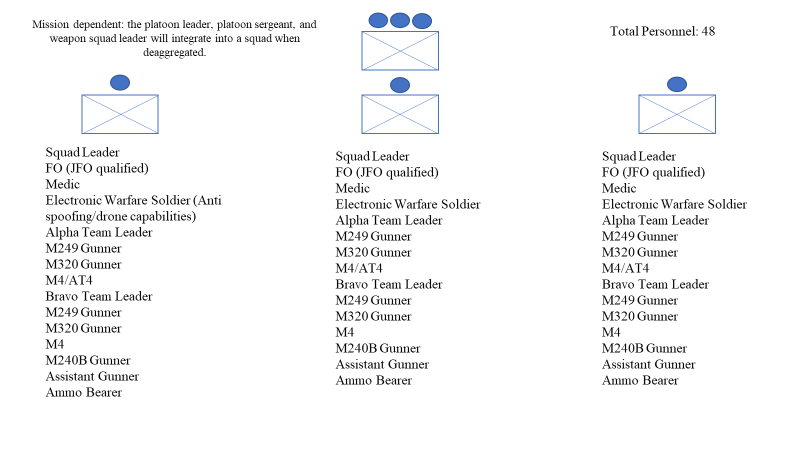 Mission dependent: the platoon leader, platoon sergeant, and
weapon squad leader will integrate into a squad when
deaggregated.
Total Personnel: 48
Squad Leader
FO (JFO qualified)
Medic
Electronic Warfare Soldier (Anti
spoofing/drone capabilities)
Alpha Team Leader
M249 Gunner
M320 Gunner
M4/AT4
Bravo Team Leader
M249 Gunner
M320 Gunner
M4
M240B Gunner
Assistant Gunner
Ammo Bearer
Squad Leader
FO (JFO qualified)
Medic
Electronic Warfare Soldier
Alpha Team Leader
M249 Gunner
M320 Gunner
M4/AT4
Bravo Team Leader
M249 Gunner
M320 Gunner
M4
M240B Gunner
Assistant Gunner
Ammo Bearer
Squad Leader
FO (JFO qualified)
Medic
Electronic Warfare Soldier
Alpha Team Leader
M249 Gunner
M320 Gunner
M4/AT4
Bravo Team Leader
M249 Gunner
M320 Gunner
M4
M240B Gunner
Assistant Gunner
Ammo Bearer